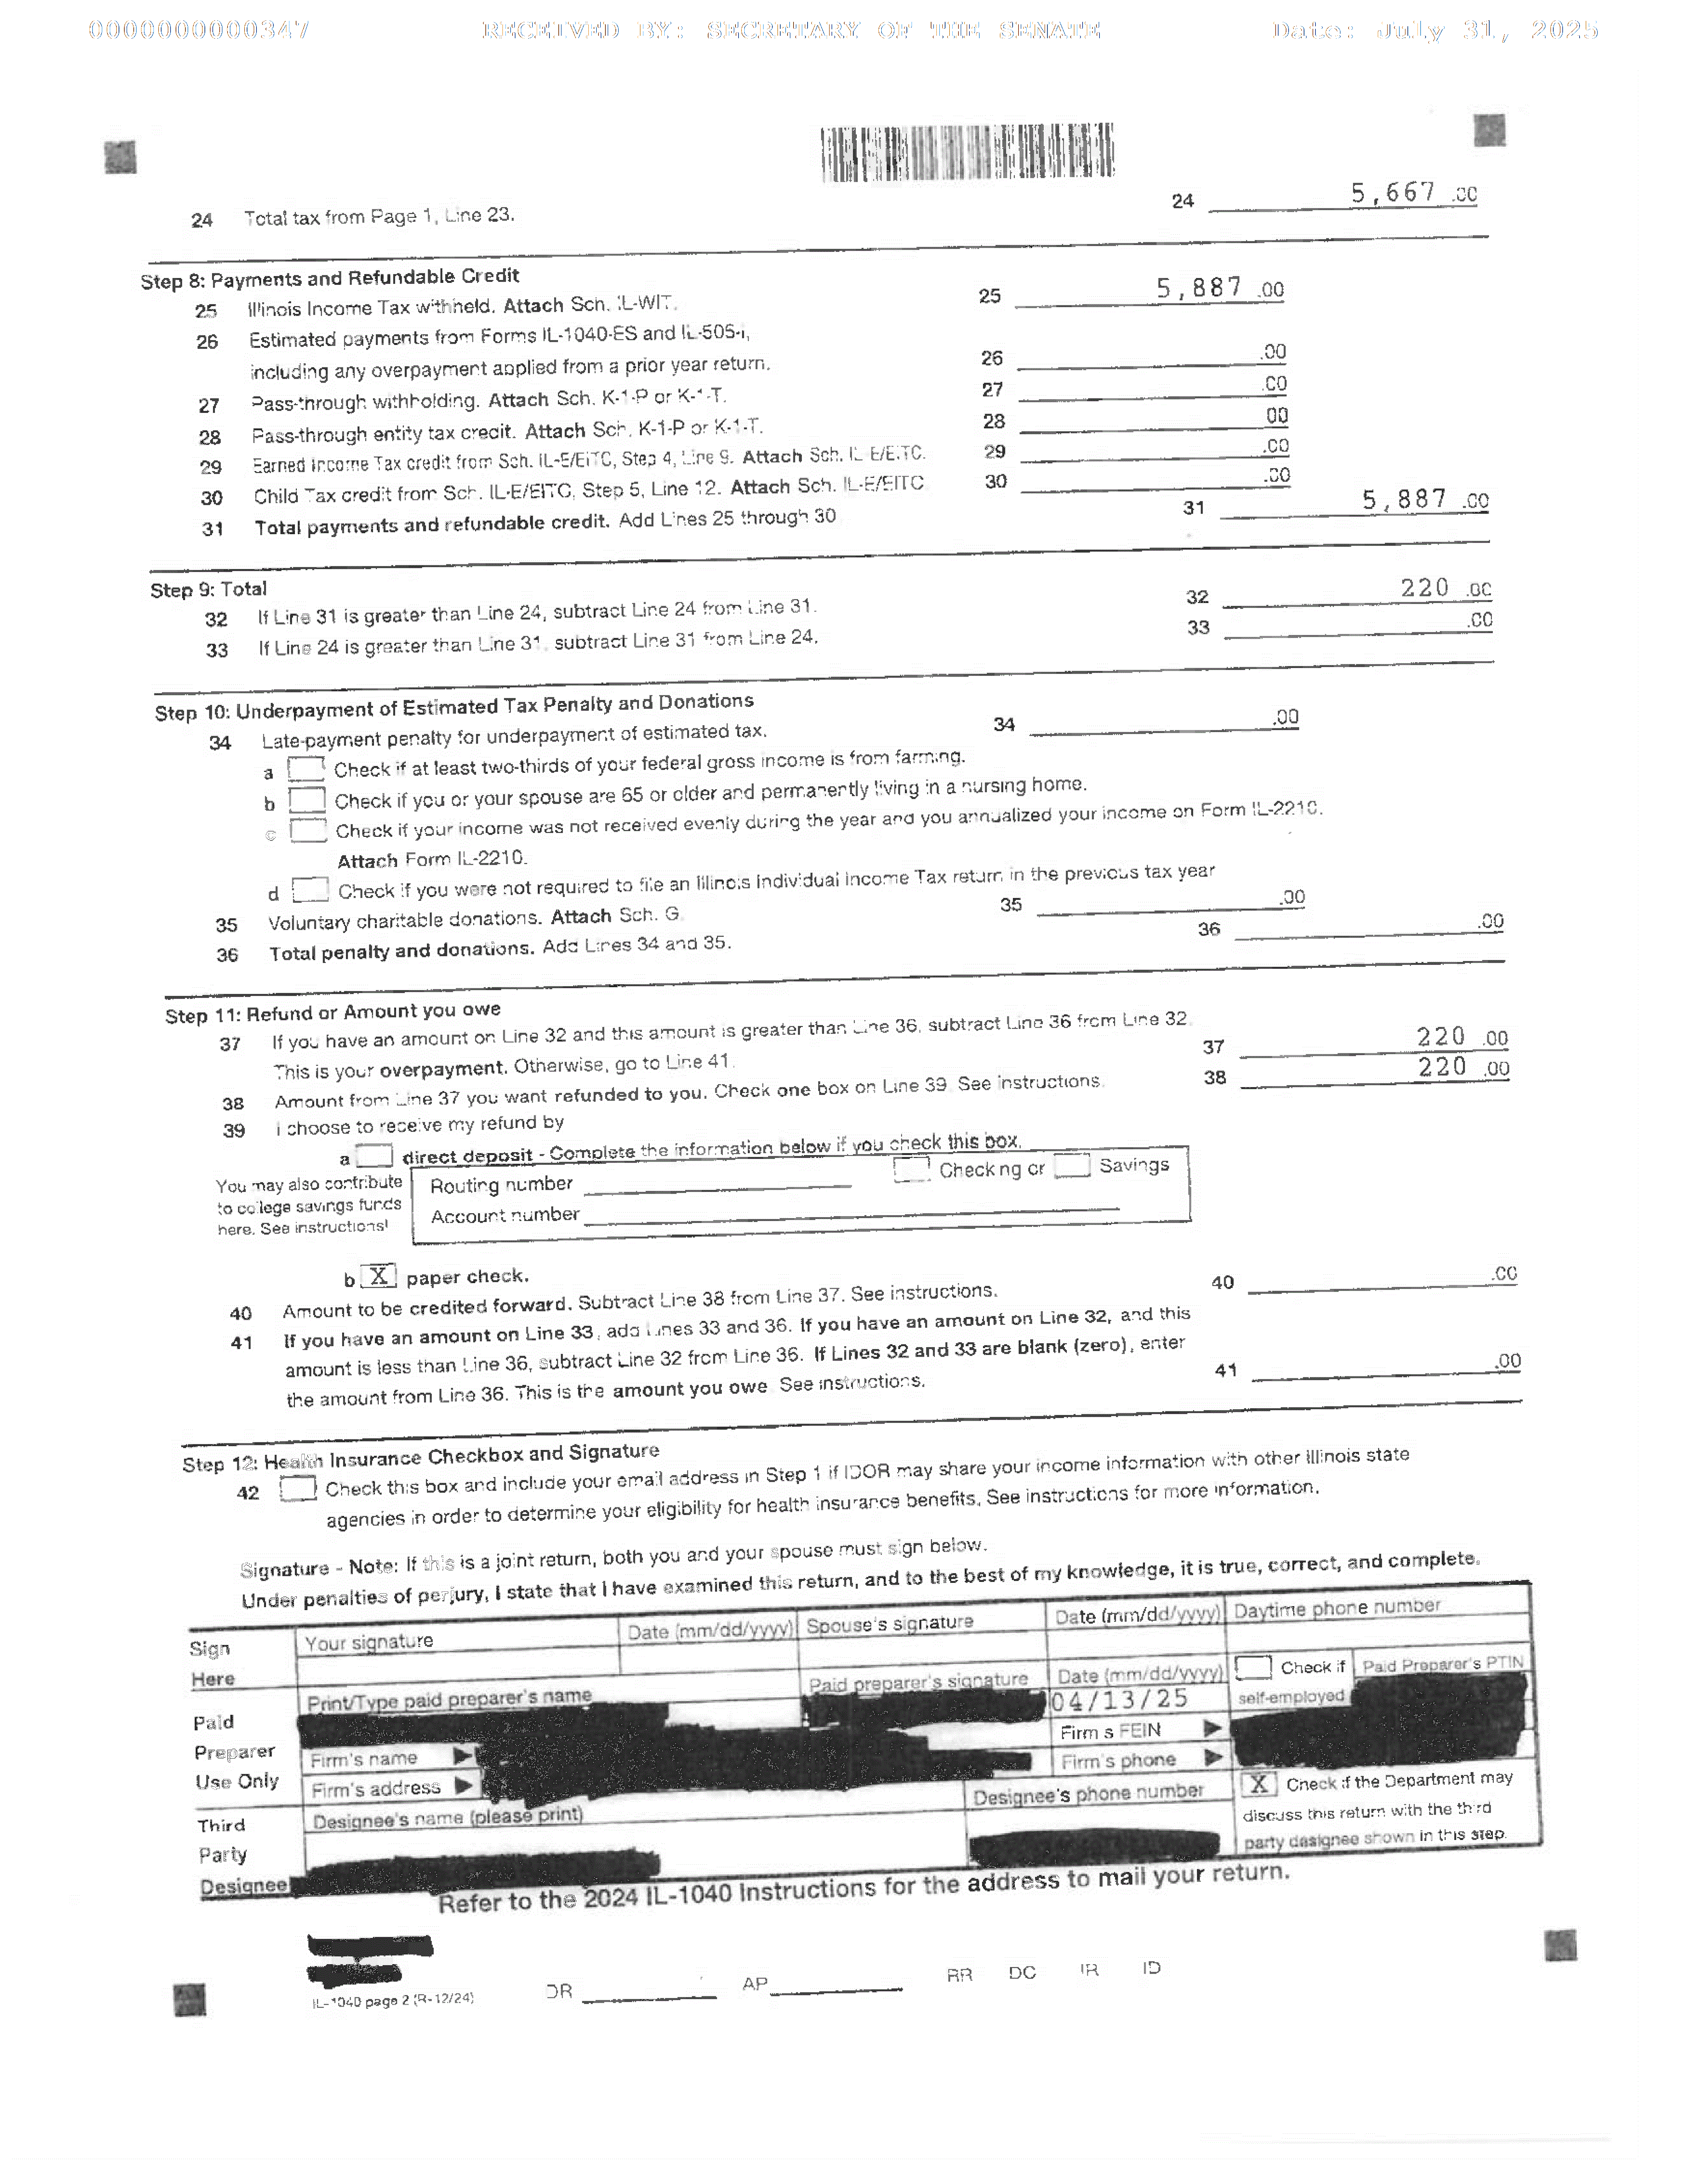 0000000000347 RECEIVED BY: SECRETARY OF THE SENATE Date: July 31, 2025
24 Total tax from Page 1, Line 23. 24 5,667 .00
Step 8: Payments and Refundable Credit
25 Illinois Income Tax withheld. Attach Sch. IL-WIT. 25 5,887 .00
26 Estimated payments from Forms IL-1040-ES and IL-505-I,
including any overpayment applied from a prior year return. 26 .00
27 Pass-through withholding. Attach Sch. K-1-P or K-1-T. 27 .00
28 Pass-through entity tax credit. Attach Sch. K-1-P or K-1-T. 28 00
29 Earned Income Tax credit from Sch. IL-E/EITC, Step 4, Line 9. Attach Sch. IL-E/EITC. 29 .00
30 Child Tax credit from Sch. IL-E/EITC, Step 5, Line 12. Attach Sch. IL-E/EITC 30 .00
31 Total payments and refundable credit. Add Lines 25 through 30 31 5,887 .00
Step 9: Total
32 If Line 31 is greater than Line 24, subtract Line 24 from Line 31. 32 220 .00
33 If Line 24 is greater than Line 31, subtract Line 31 from Line 24. 33 .00
Step 10: Underpayment of Estimated Tax Penalty and Donations
34 Late-payment penalty for underpayment of estimated tax. 34 .00
a Check if at least two-thirds of your federal gross income is from farming.
b Check if you or your spouse are 65 or older and permanently living in a nursing home.
c Check if your income was not received evenly during the year and you annualized your income on Form IL-2210.
Attach Form IL-2210.
d Check if you were not required to file an Illinois Individual Income Tax return in the previous tax year
35 Voluntary charitable donations. Attach Sch. G. 35 .00
36 Total penalty and donations. Add Lines 34 and 35. 36 .00
Step 11: Refund or Amount you owe
37 If you have an amount on Line 32 and this amount is greater than Line 36, subtract Line 36 from Line 32.
This is your overpayment. Otherwise, go to Line 41. 37 220 .00
38 Amount from Line 37 you want refunded to you. Check one box on Line 39. See instructions. 38 220 .00
39 I choose to receive my refund by
a direct deposit - Complete the information below if you check this box.
You may also contribute Routing number Checking or Savings
to college savings funds
here. See instructions! Account number
b X paper check.
40 Amount to be credited forward. Subtract Line 38 from Line 37. See instructions. 40 .00
41 If you have an amount on Line 33, add Lines 33 and 36. If you have an amount on Line 32, and this
amount is less than Line 36, subtract Line 32 from Line 36. If Lines 32 and 33 are blank (zero), enter
the amount from Line 36. This is the amount you owe. See instructions. 41 .00
Step 12: Health Insurance Checkbox and Signature
42 Check this box and include your email address in Step 1 if IDOR may share your income information with other Illinois state
agencies in order to determine your eligibility for health insurance benefits. See instructions for more information.
Signature - Note: If this is a joint return, both you and your spouse must sign below.
Under penalties of perjury, I state that I have examined this return, and to the best of my knowledge, it is true, correct, and complete.
Sign Your signature Date (mm/dd/yyyy) Spouse's signature Date (mm/dd/yyyy) Daytime phone number
Here
Print/Type paid preparer's name Paid preparer's signature Date (mm/dd/yyyy) Check if Paid Preparer's PTIN
Paid 04/13/25 self-employed
Preparer Firm's name Firm's FEIN
Use Only Firm's address Firm's phone
Third Designee's name (please print) Designee's phone number X Check if the Department may
Party discuss this return with the third
Designee party designee shown in this step.
Refer to the 2024 IL-1040 Instructions for the address to mail your return.
IL-1040 page 2 (R-12/24) DR AP RR DC IR ID